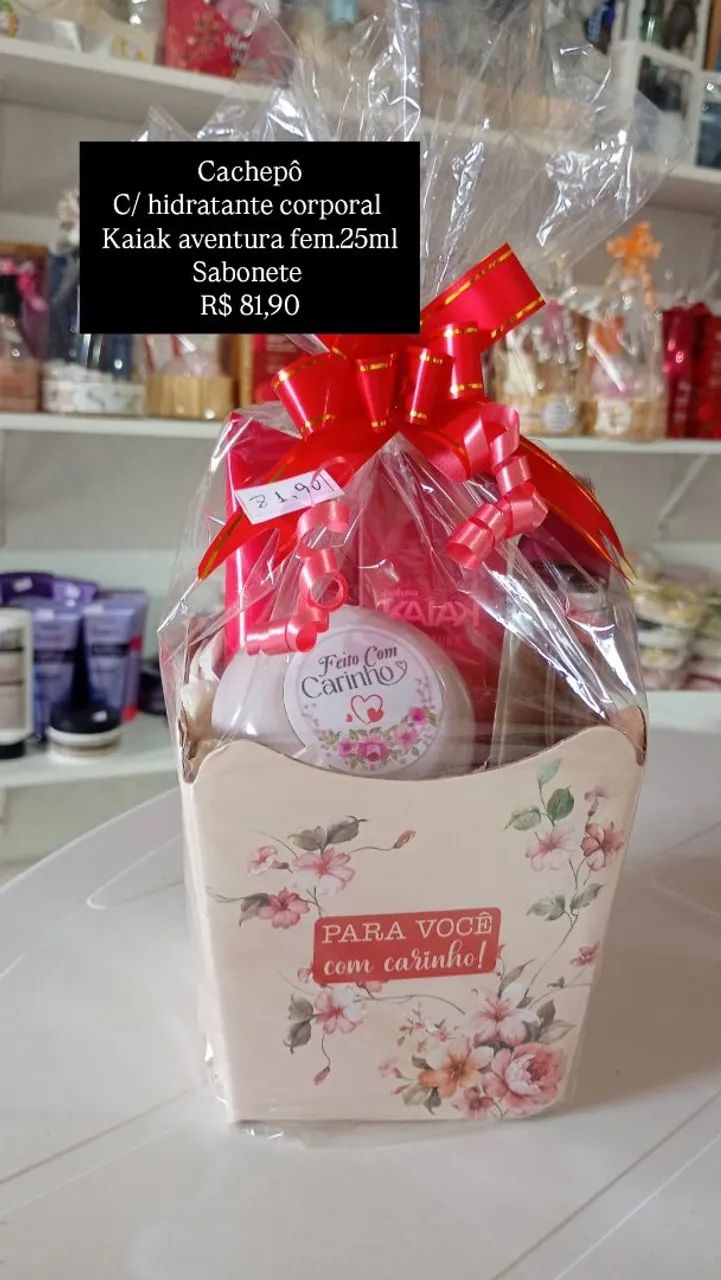 Cachepô
C/ hidratante corporal
Kaiak aventura fem.25ml
Sabonete
R$ 81,90
81,90
natura
KAIAK
Feito Com
Carinho
PARA VOCÊ
com carinho!